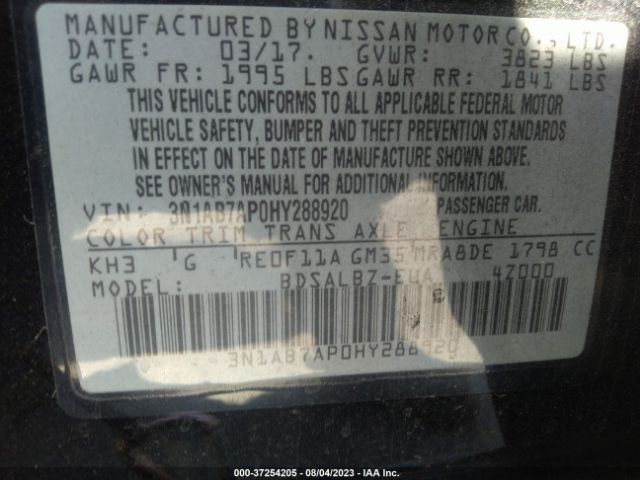 MANUFACTURED BY NISSAN MOTOR CO., LTD.
DATE: 03/17. GVWR: 3823 LBS
GAWR FR: 1995 LBS GAWR RR: 1841 LBS
THIS VEHICLE CONFORMS TO ALL APPLICABLE FEDERAL MOTOR
VEHICLE SAFETY, BUMPER AND THEFT PREVENTION STANDARDS
IN EFFECT ON THE DATE OF MANUFACTURE SHOWN ABOVE.
SEE OWNER'S MANUAL FOR ADDITIONAL INFORMATION.
VIN: 3N1AB7AP0HY288920 PASSENGER CAR.
COLOR TRIM TRANS AXLE ENGINE
KH3 G RE0F11A GM35 MRA8DE 1798 CC
BDSALBZ-EUA 4Z000
3N1AB7AP0HY288920
000-37254205 - 08/04/2023 - IAA Inc.